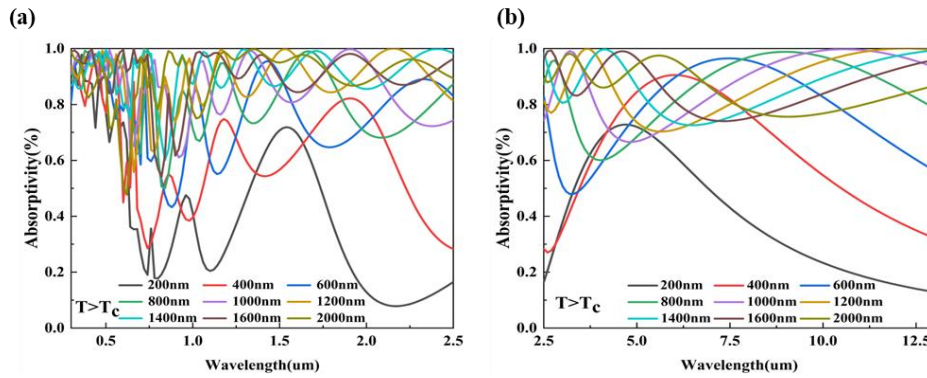 (a)
(b)
1.0
0.8
0.6
0.4
0.2
0.0
Absorptivity(%)
T>Tc
200nm 400nm 600nm
800nm 1000nm 1200nm
1400nm 1600nm 2000nm
0.5 1.0 1.5 2.0 2.5
Wavelength(um)
1.0
0.8
0.6
0.4
0.2
0.0
Absorptivity(%)
T>Tc
200nm 400nm 600nm
800nm 1000nm 1200nm
1400nm 1600nm 2000nm
2.5 5.0 7.5 10.0 12.5
Wavelength(um)